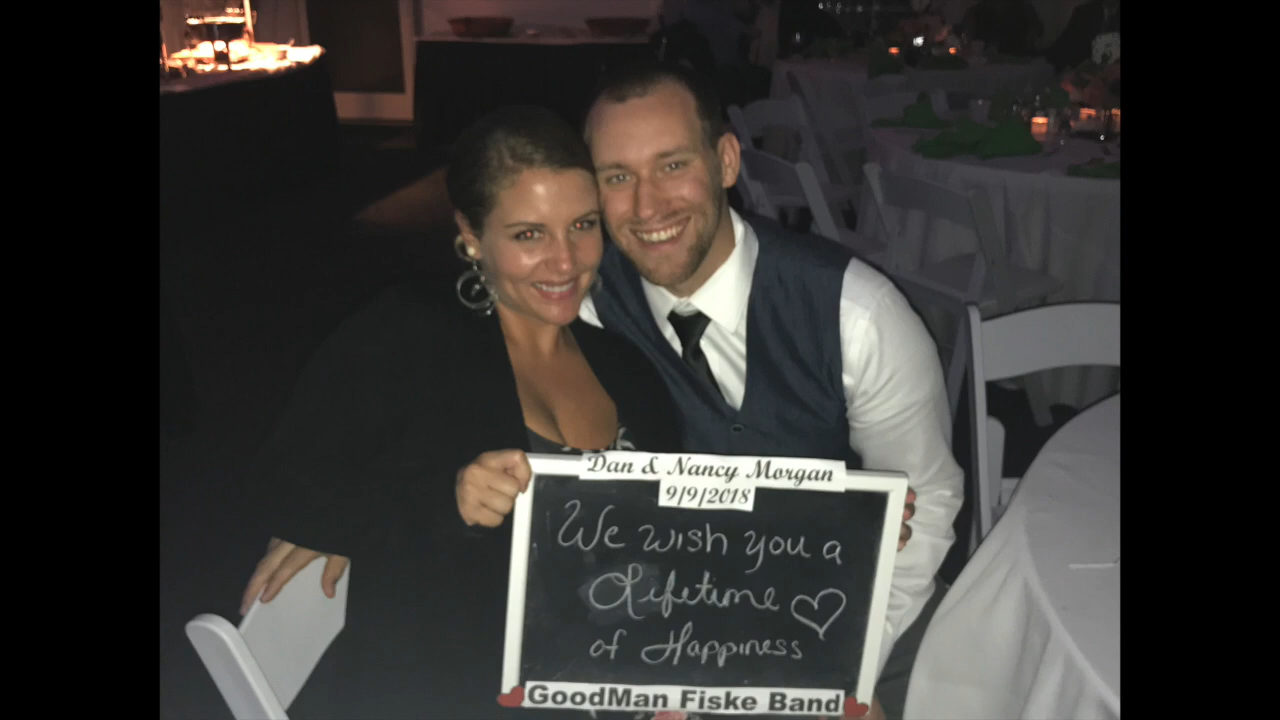 Dan & Nancy Morgan
9/9/2018
We wish you a
Lifetime
of Happiness
GoodMan Fiske Band